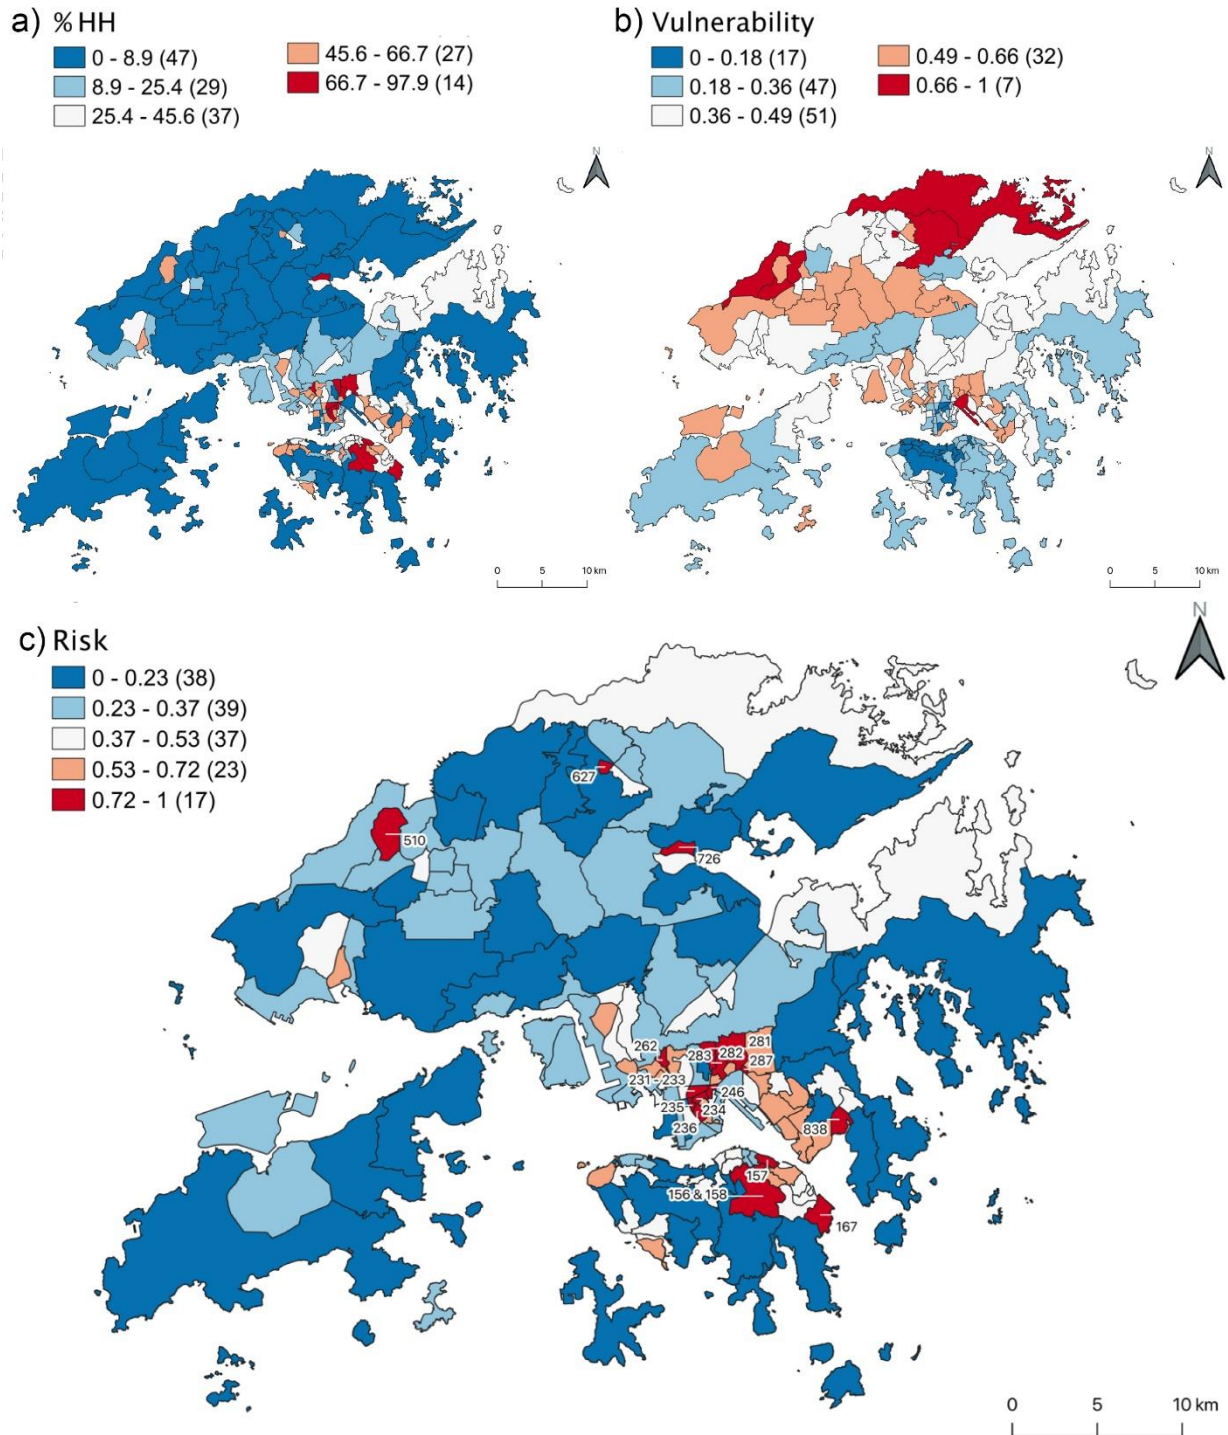 a) % HH
0 - 8.9 (47)
8.9 - 25.4 (29)
25.4 - 45.6 (37)
45.6 - 66.7 (27)
66.7 - 97.9 (14)
N
0 5 10 km
b) Vulnerability
0 - 0.18 (17)
0.18 - 0.36 (47)
0.36 - 0.49 (51)
0.49 - 0.66 (32)
0.66 - 1 (7)
N
0 5 10 km
c) Risk
0 - 0.23 (38)
0.23 - 0.37 (39)
0.37 - 0.53 (37)
0.53 - 0.72 (23)
0.72 - 1 (17)
N
627
510
726
262 283 282 281
231 - 233 287
246
235 234
236
838
157
156 & 158
167
0 5 10 km